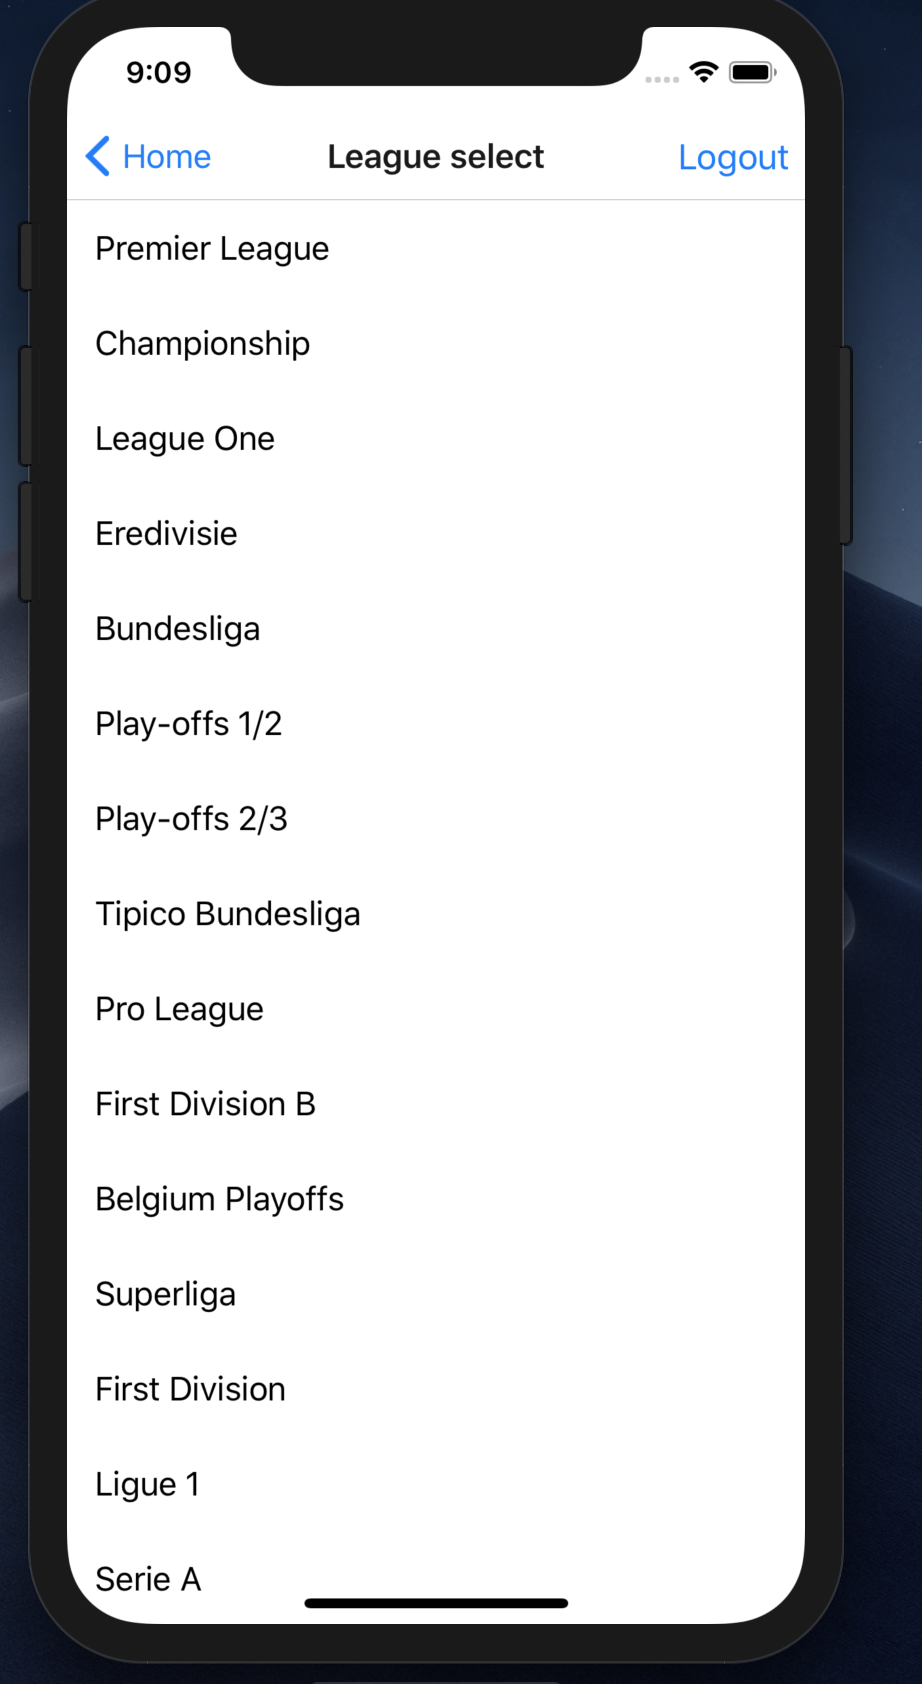 9:09
Home League select Logout
Premier League
Championship
League One
Eredivisie
Bundesliga
Play-offs 1/2
Play-offs 2/3
Tipico Bundesliga
Pro League
First Division B
Belgium Playoffs
Superliga
First Division
Ligue 1
Serie A